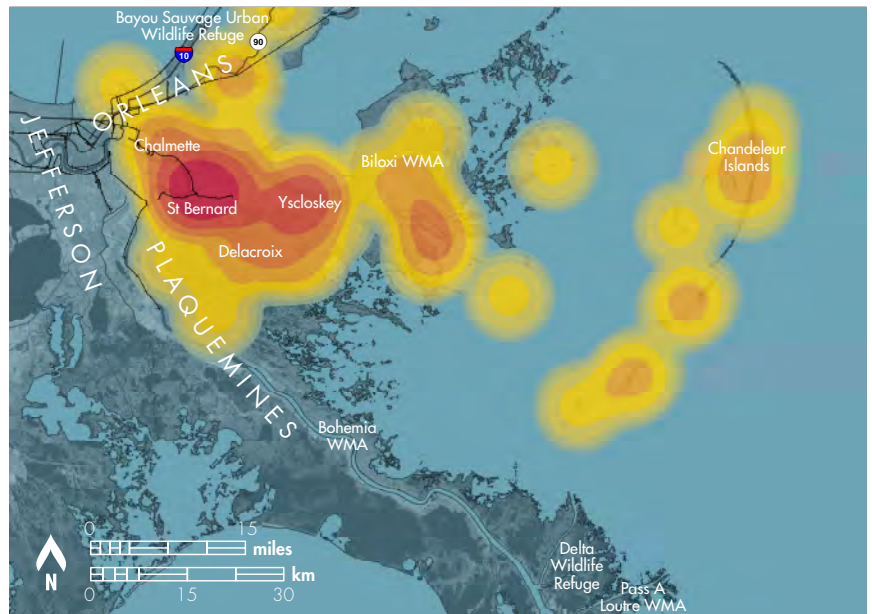 Bayou Sauvage Urban
Wildlife Refuge
90
10
ORLEANS
JEFFERSON
Chalmette
Biloxi WMA
Chandeleur
Islands
St Bernard
Yscloskey
Delacroix
PLAQUEMINES
Bohemia
WMA
0 15
miles
km
0 15 30
N
Delta
Wildlife
Refuge
Pass A
Loutre WMA